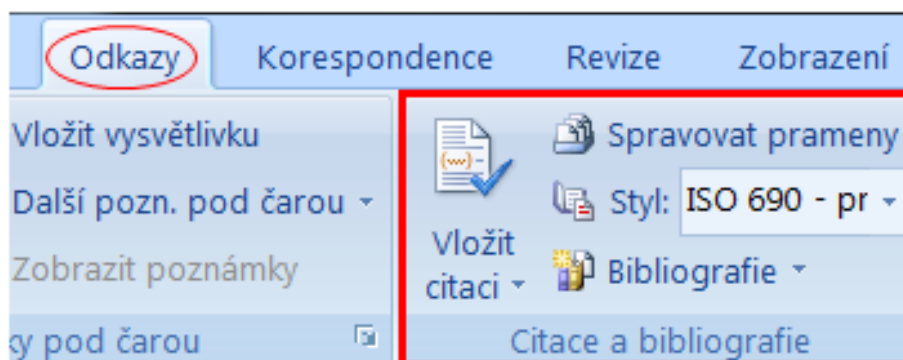 Odkazy Korespondence Revize Zobrazení
Vložit vysvětlivku
Další pozn. pod čarou
Zobrazit poznámky
pod čarou
Vložit
citaci
Spravovat prameny
Styl: ISO 690 - pr
Bibliografie
Citace a bibliografie